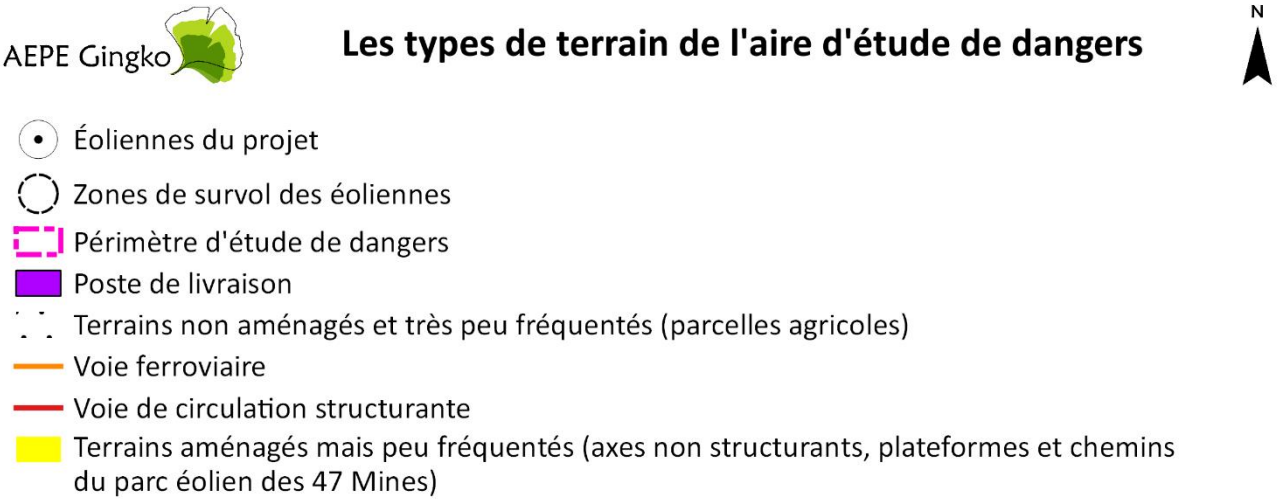 AEPE Gingko
Les types de terrain de l'aire d'étude de dangers
N
Éoliennes du projet
Zones de survol des éoliennes
Périmètre d'étude de dangers
Poste de livraison
Terrains non aménagés et très peu fréquentés (parcelles agricoles)
Voie ferroviaire
Voie de circulation structurante
Terrains aménagés mais peu fréquentés (axes non structurants, plateformes et chemins
du parc éolien des 47 Mines)